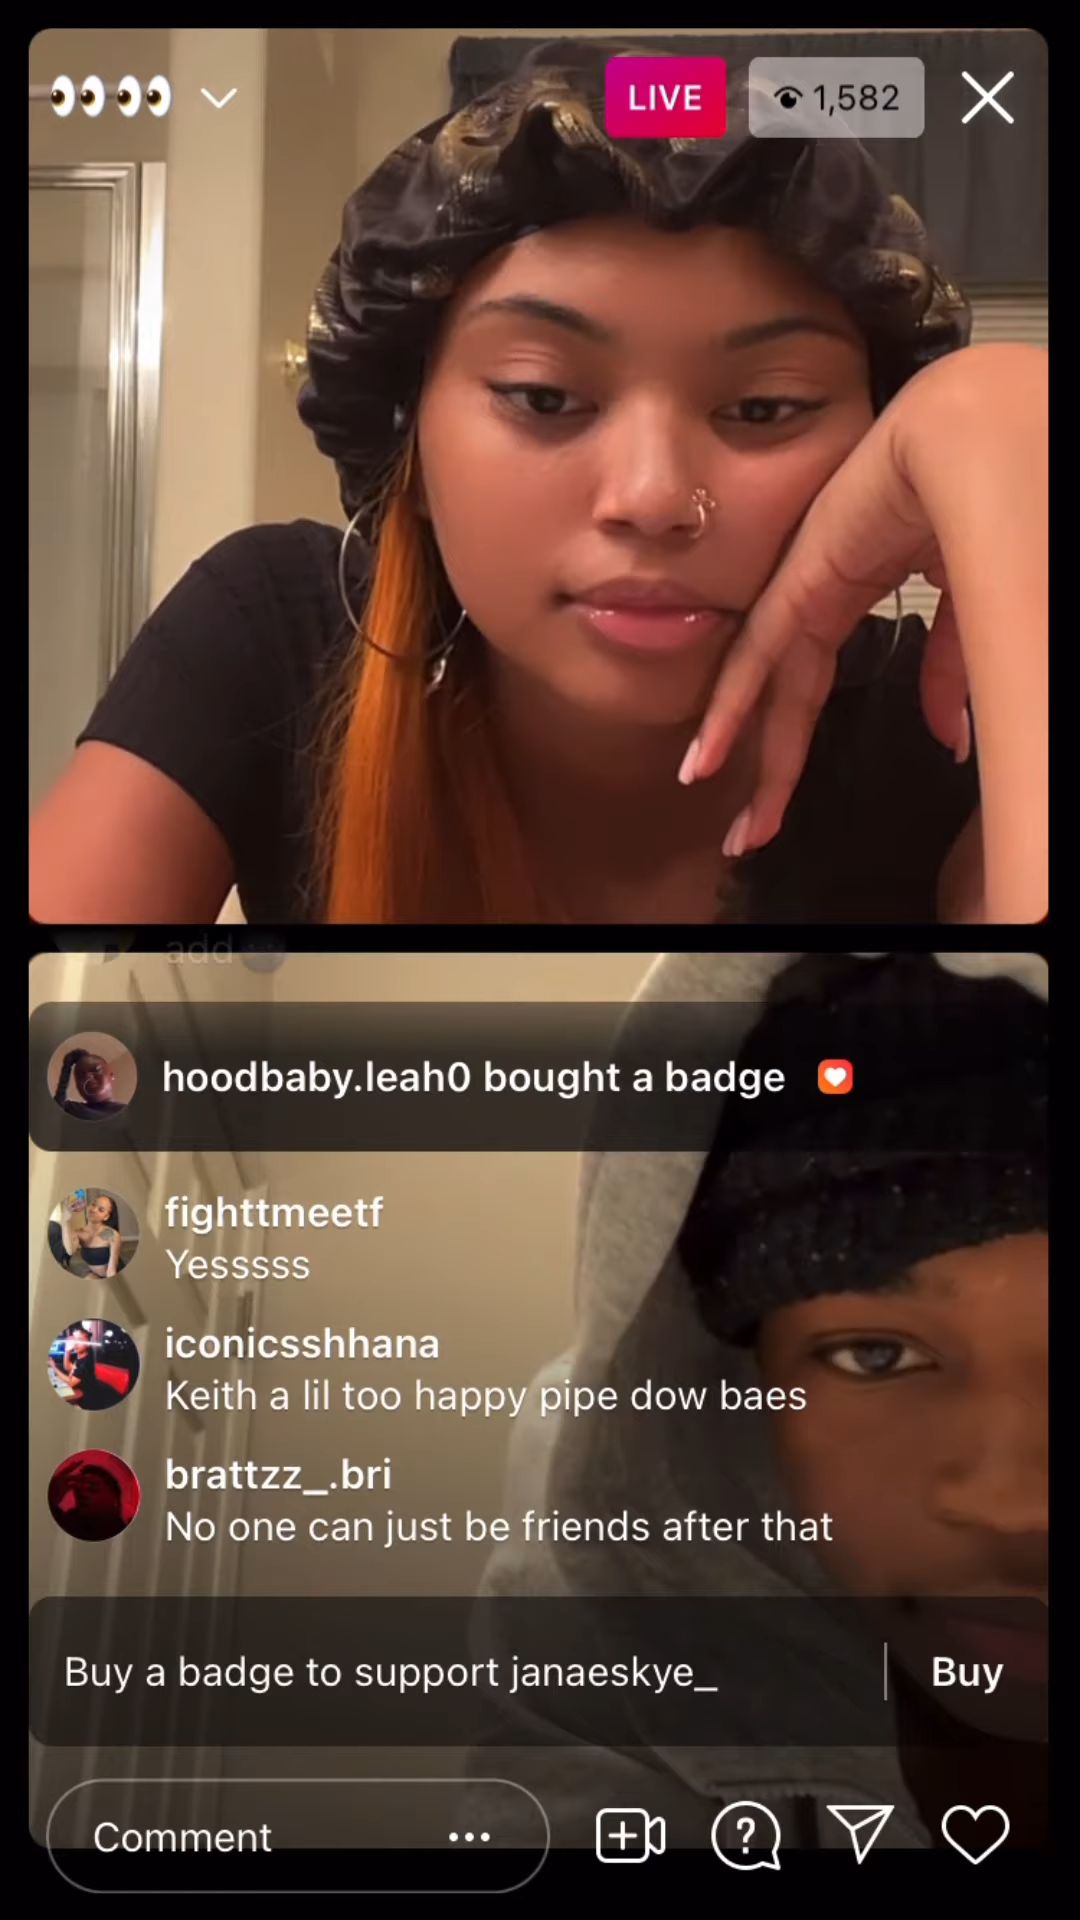 👀👀
LIVE
1,582
add
hoodbaby.leah0 bought a badge
fighttmeetf
Yesssss
iconicsshhana
Keith a lil too happy pipe dow baes
brattzz_.bri
No one can just be friends after that
Buy a badge to support janaeskye_
Buy
Comment